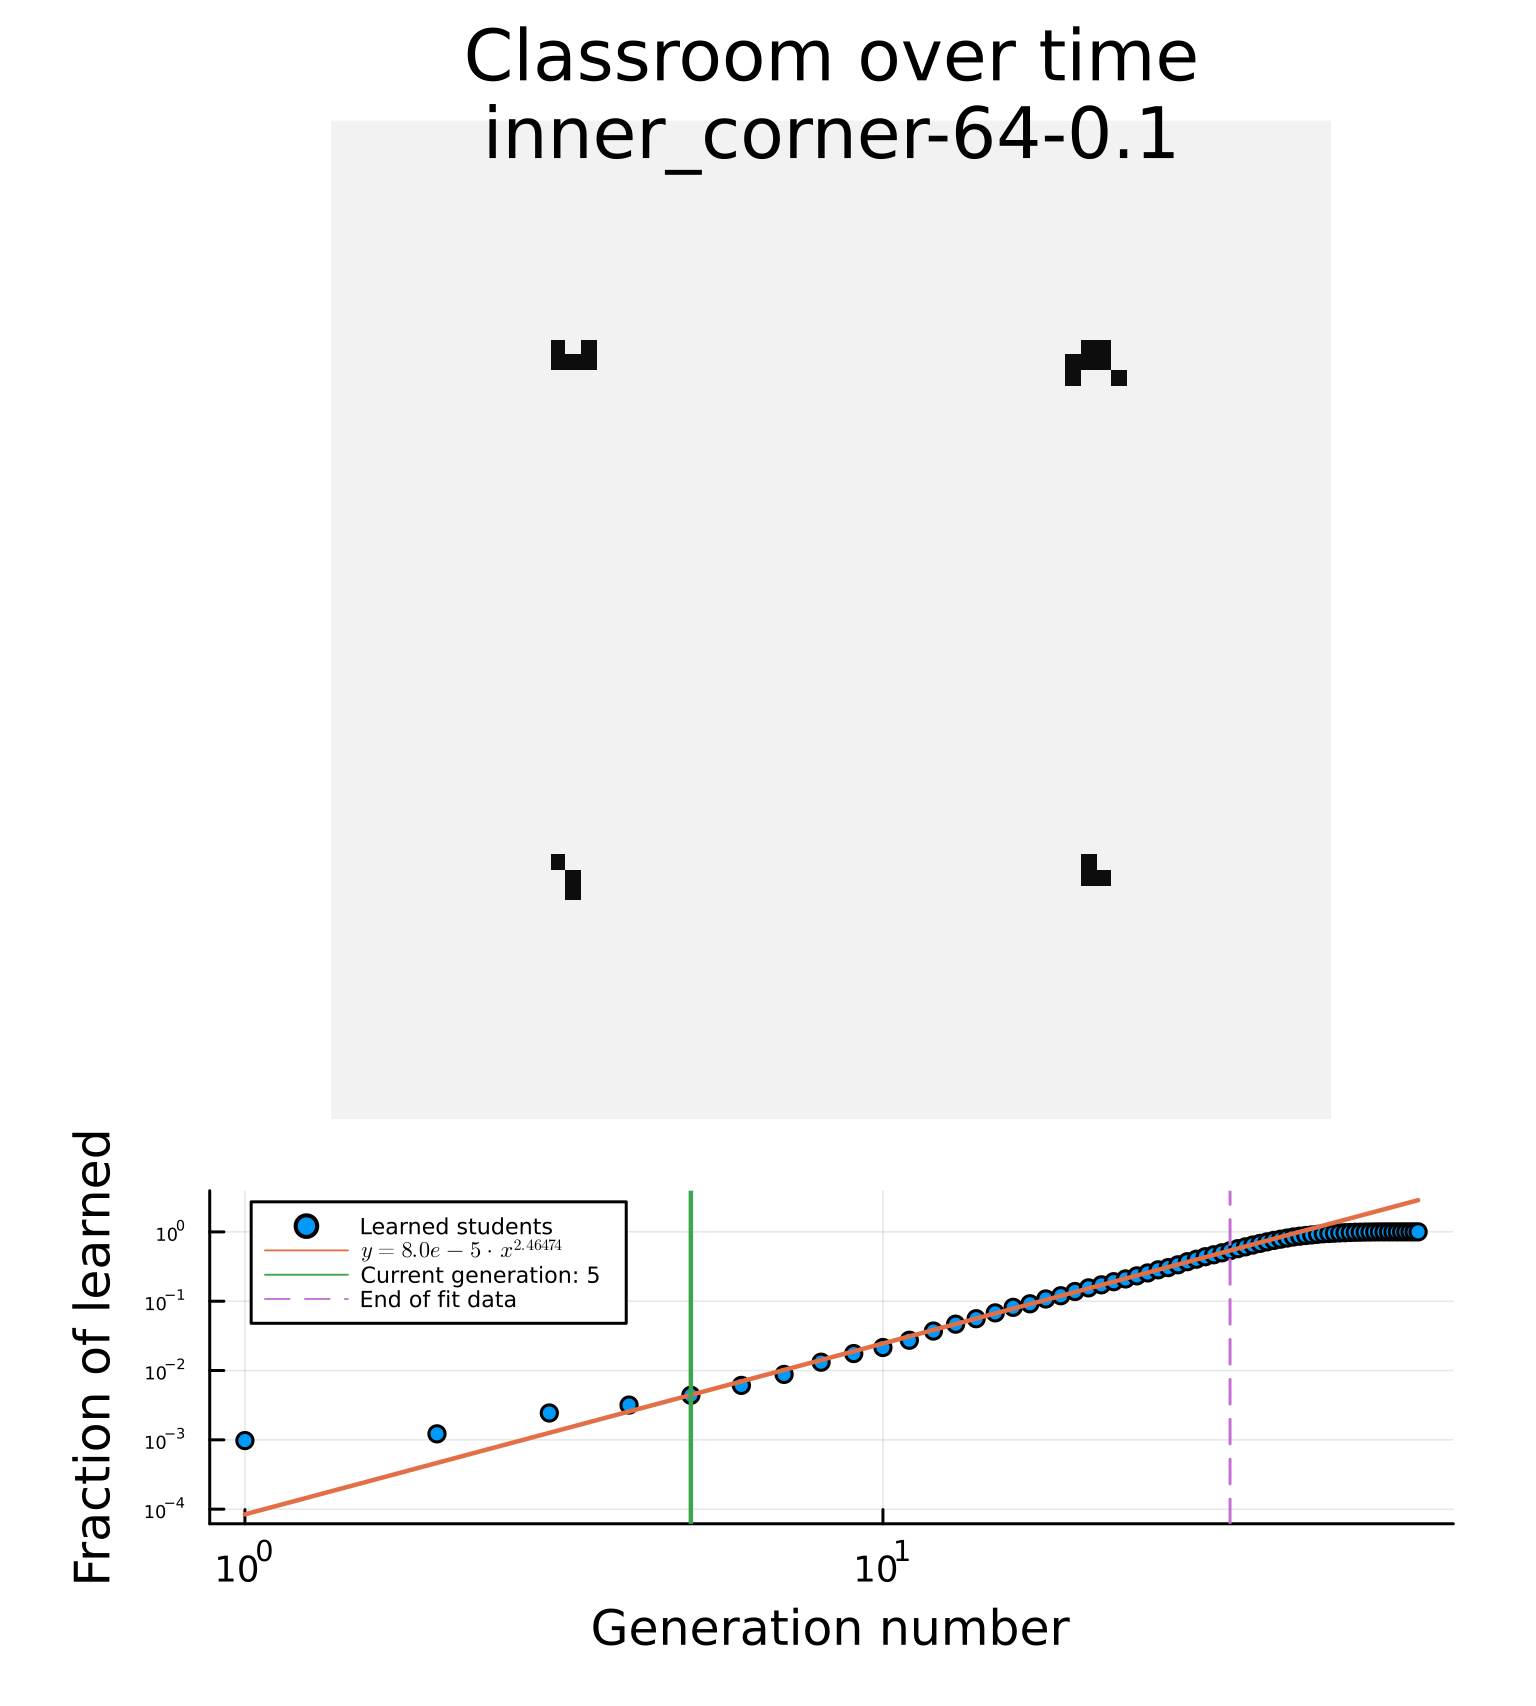 Classroom over time
inner_corner-64-0.1
Fraction of learned
10^0
10^-1
10^-2
10^-3
10^-4
Learned students
y = 8.0e − 5 · x^2.46474
Current generation: 5
End of fit data
10^0
10^1
Generation number